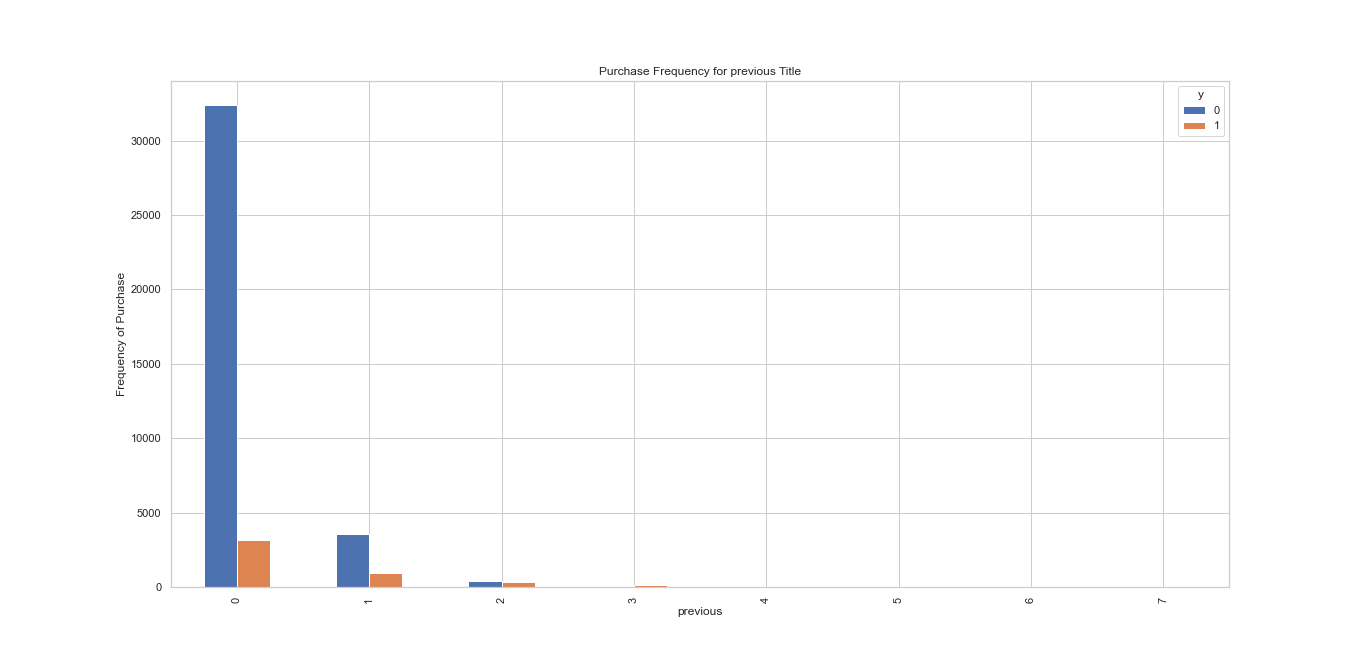 Purchase Frequency for previous Title
y
0
1
30000
25000
20000
15000
10000
5000
0
Frequency of Purchase
0 1 2 3 4 5 6 7
previous